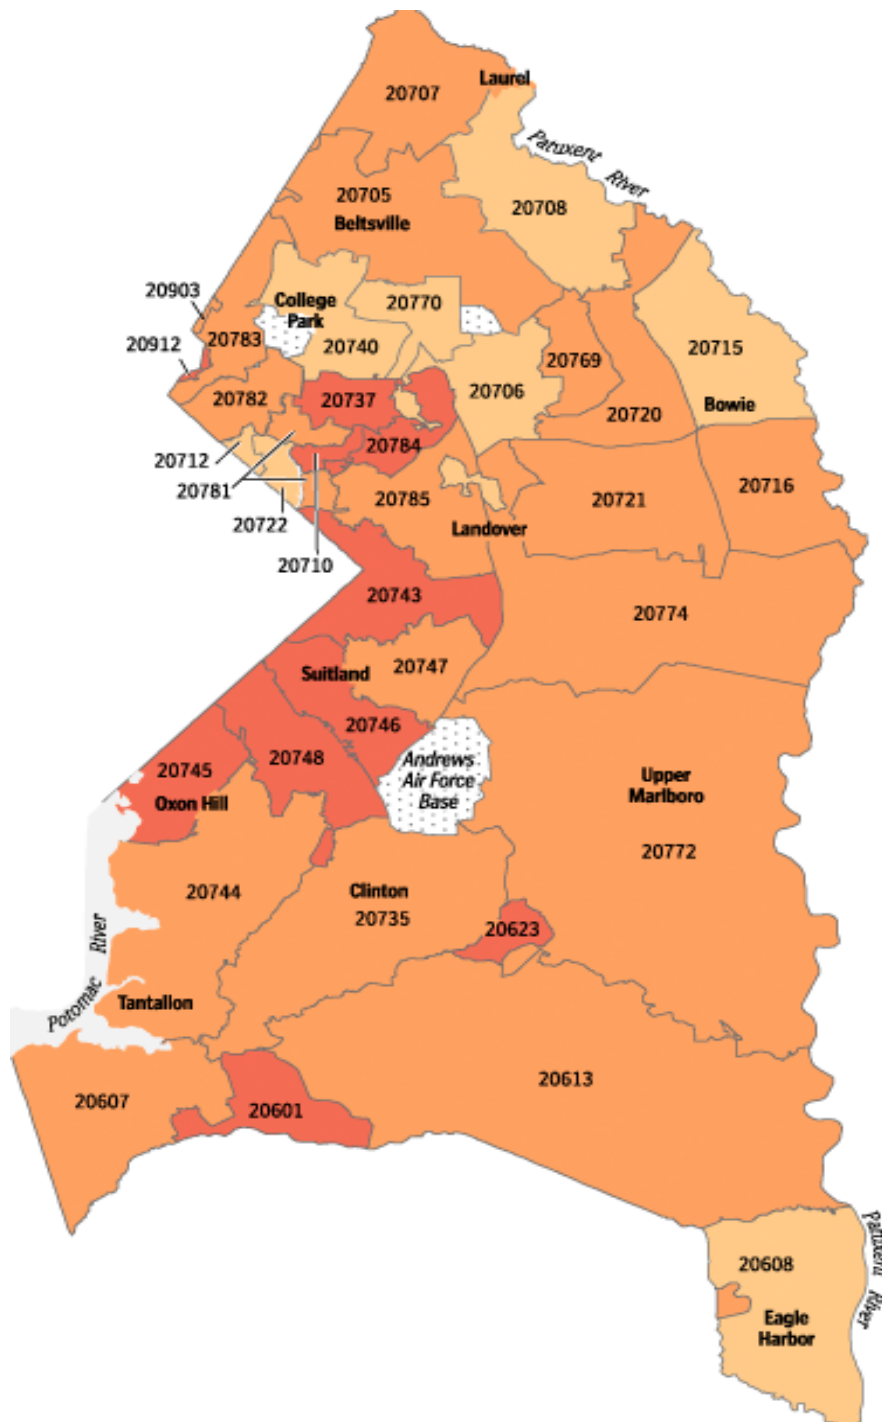 Laurel
20707
Patuxent
River
20705
Beltsville
20708
20903
College
Park
20770
20912
20783
20740
20769
20715
20706
20782
20737
20720
Bowie
20784
20712
20781
20785
20721
20716
20722
Landover
20710
20743
20774
Suitland
20747
20746
20748
20745
Oxon Hill
Andrews
Air Force
Base
Upper
Marlboro
20772
20744
Clinton
20735
20623
Potomac River
Tantallon
20613
20607
20601
Patuxent River
20608
Eagle
Harbor